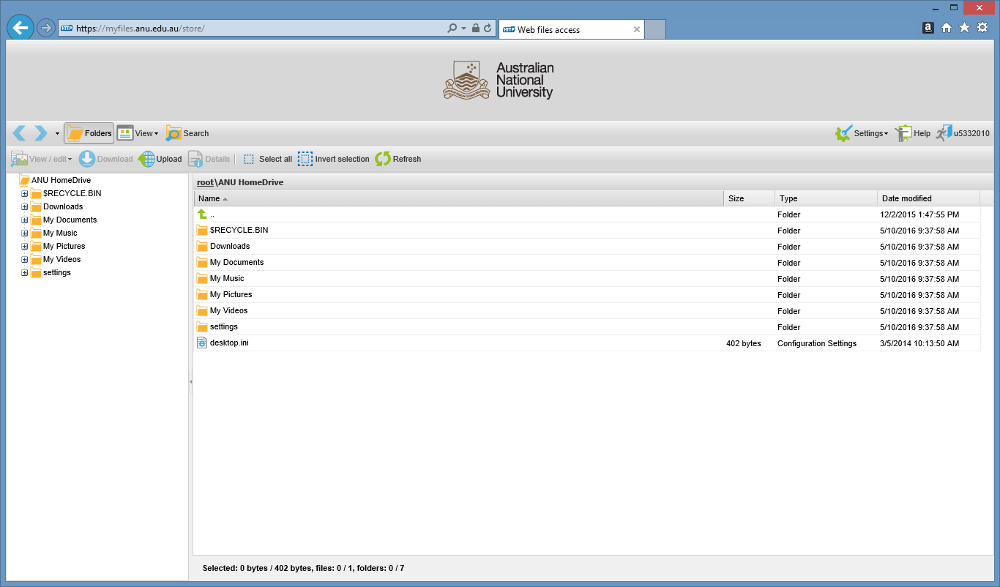 https://myfiles.anu.edu.au/store/
HTTP Web files access
Australian
National
University
Folders View Search Settings Help u5332010
View / edit Download Upload Details Select all Invert selection Refresh
ANU HomeDrive
$RECYCLE.BIN
Downloads
My Documents
My Music
My Pictures
My Videos
settings
root\ANU HomeDrive
Name Size Type Date modified
.. Folder 12/2/2015 1:47:55 PM
$RECYCLE.BIN Folder 5/10/2016 9:37:58 AM
Downloads Folder 5/10/2016 9:37:58 AM
My Documents Folder 5/10/2016 9:37:58 AM
My Music Folder 5/10/2016 9:37:58 AM
My Pictures Folder 5/10/2016 9:37:58 AM
My Videos Folder 5/10/2016 9:37:58 AM
settings Folder 5/10/2016 9:37:58 AM
desktop.ini 402 bytes Configuration Settings 3/5/2014 10:13:50 AM
Selected: 0 bytes / 402 bytes, files: 0 / 1, folders: 0 / 7